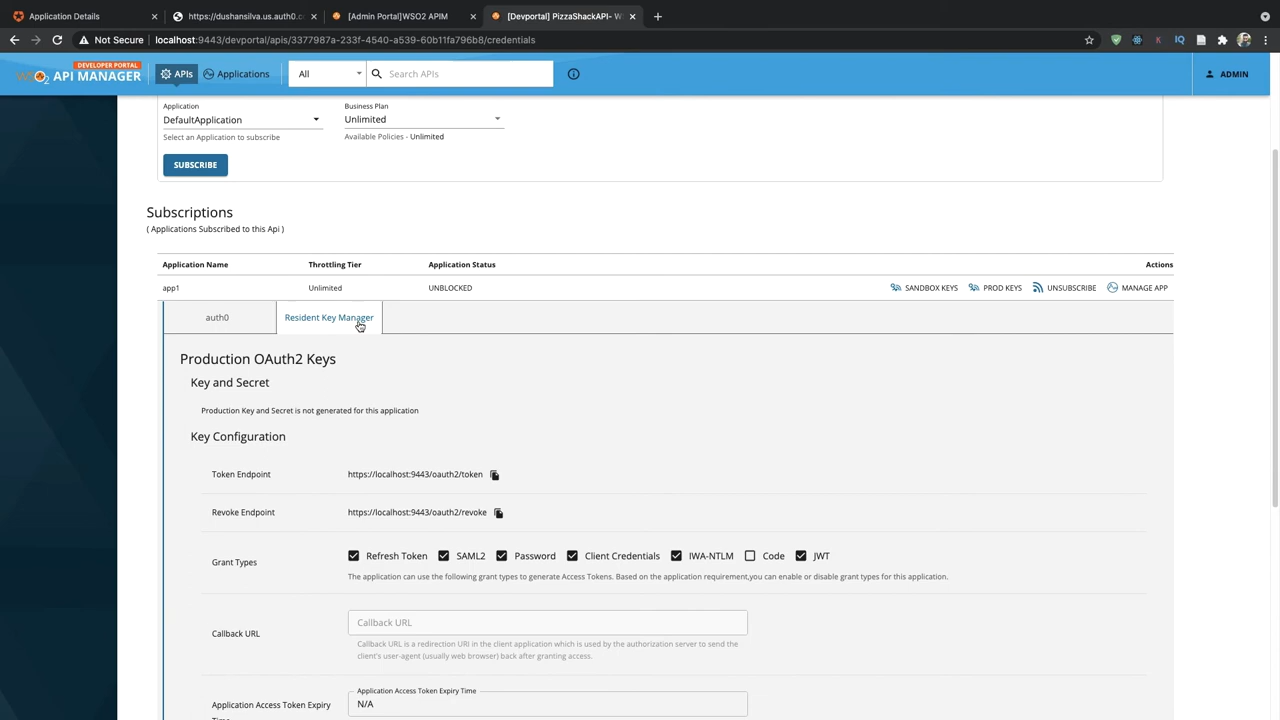 Application Details
https://dushansilva.us.auth0.c
[Admin Portal]WSO2 APIM
[Devportal] PizzaShackAPI- W
Not Secure
localhost:9443/devportal/apis/3377987a-233f-4540-a539-60b11fa796b8/credentials
DEVELOPER PORTAL
WSO2 API MANAGER
APIs
Applications
All
Search APIs
ADMIN
Application
Business Plan
DefaultApplication
Unlimited
Select an Application to subscribe
Available Policies - Unlimited
SUBSCRIBE
Subscriptions
( Applications Subscribed to this Api )
Application Name Throttling Tier Application Status Actions
app1 Unlimited UNBLOCKED SANDBOX KEYS PROD KEYS UNSUBSCRIBE MANAGE APP
auth0
Resident Key Manager
Production OAuth2 Keys
Key and Secret
Production Key and Secret is not generated for this application
Key Configuration
Token Endpoint https://localhost:9443/oauth2/token
Revoke Endpoint https://localhost:9443/oauth2/revoke
Grant Types
Refresh Token SAML2 Password Client Credentials IWA-NTLM Code JWT
The application can use the following grant types to generate Access Tokens. Based on the application requirement,you can enable or disable grant types for this application.
Callback URL
Callback URL
Callback URL is a redirection URI in the client application which is used by the authorization server to send the
client's user-agent (usually web browser) back after granting access.
Application Access Token Expiry
Application Access Token Expiry Time
N/A